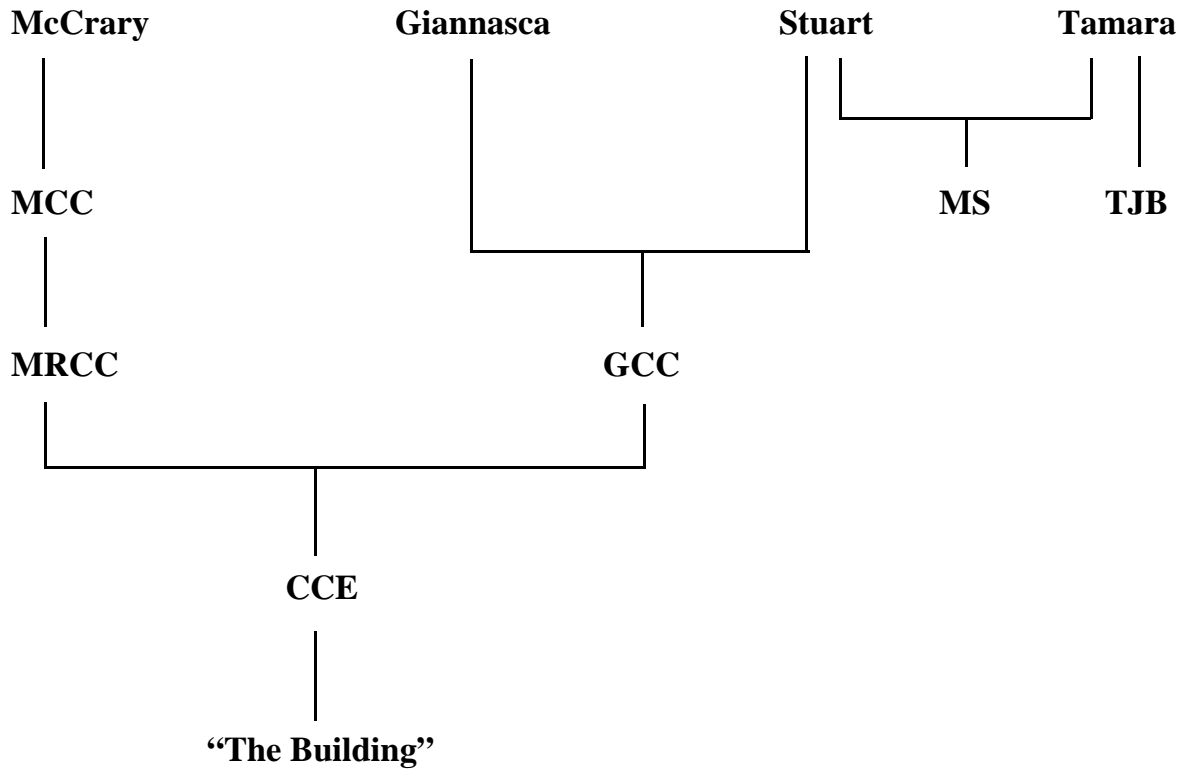 McCrary Giannasca Stuart Tamara
MCC MS TJB
MRCC GCC
CCE
“The Building”